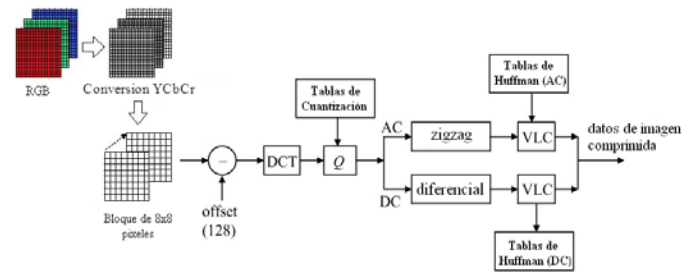 RGB
Conversion YCbCr
Bloque de 8x8
pixeles
offset
(128)
DCT
Tablas de
Cuantización
Q
AC
DC
zigzag
diferencial
Tablas de
Huffman (AC)
VLC
VLC
Tablas de
Huffman (DC)
datos de imagen
comprimida